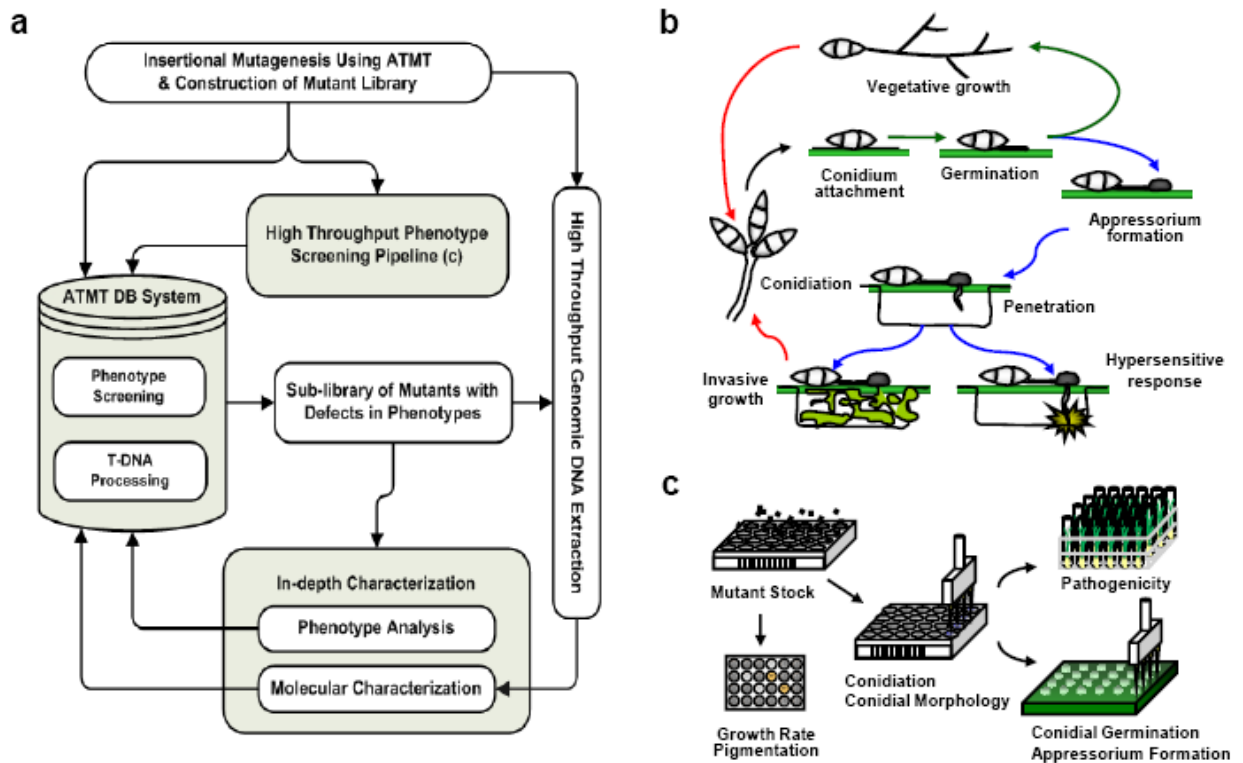 a
Insertional Mutagenesis Using ATMT
& Construction of Mutant Library
High Throughput Phenotype
Screening Pipeline (c)
High Throughput Genomic DNA Extraction
ATMT DB System
Phenotype
Screening
T-DNA
Processing
Sub-library of Mutants with
Defects in Phenotypes
In-depth Characterization
Phenotype Analysis
Molecular Characterization
b
Vegetative growth
Conidium
attachment
Germination
Appressorium
formation
Conidiation
Penetration
Invasive
growth
Hypersensitive
response
c
Mutant Stock
Pathogenicity
Conidiation
Conidial Morphology
Growth Rate
Pigmentation
Conidial Germination
Appressorium Formation